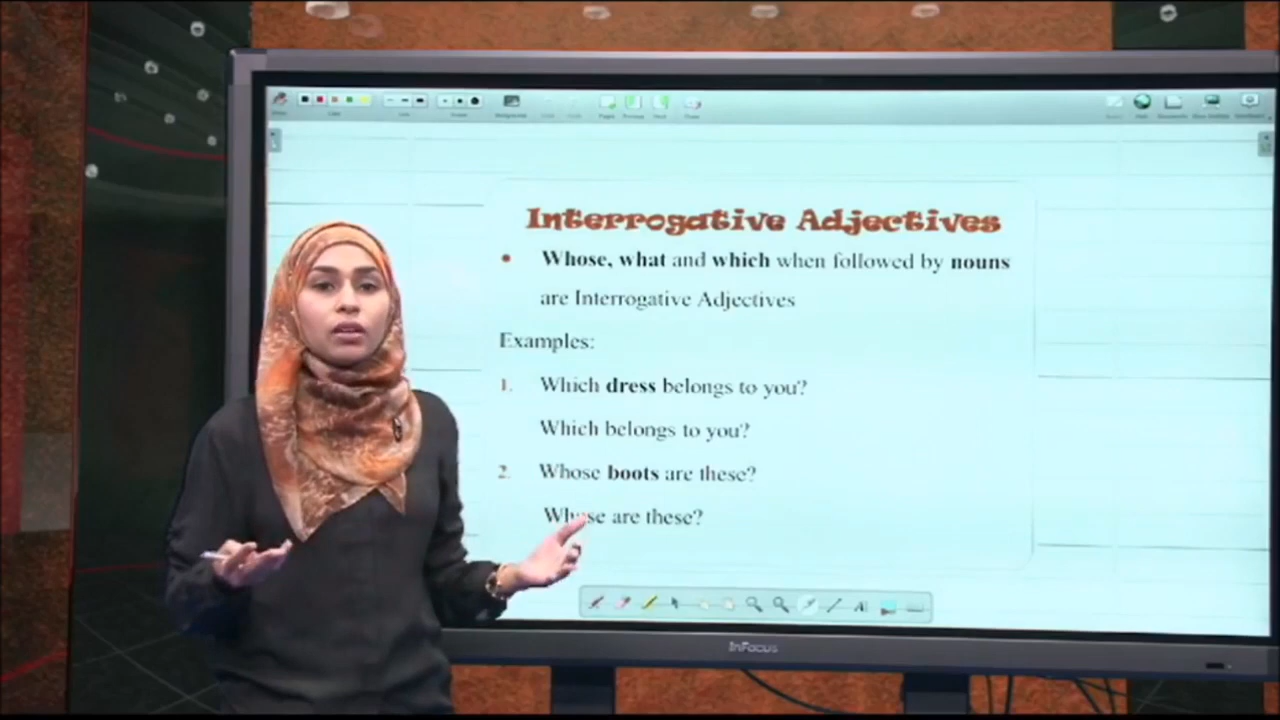 Interrogative Adjectives
• Whose, what and which when followed by nouns
are Interrogative Adjectives
Examples:
1. Which dress belongs to you?
Which belongs to you?
2. Whose boots are these?
Whose are these?
InFocus